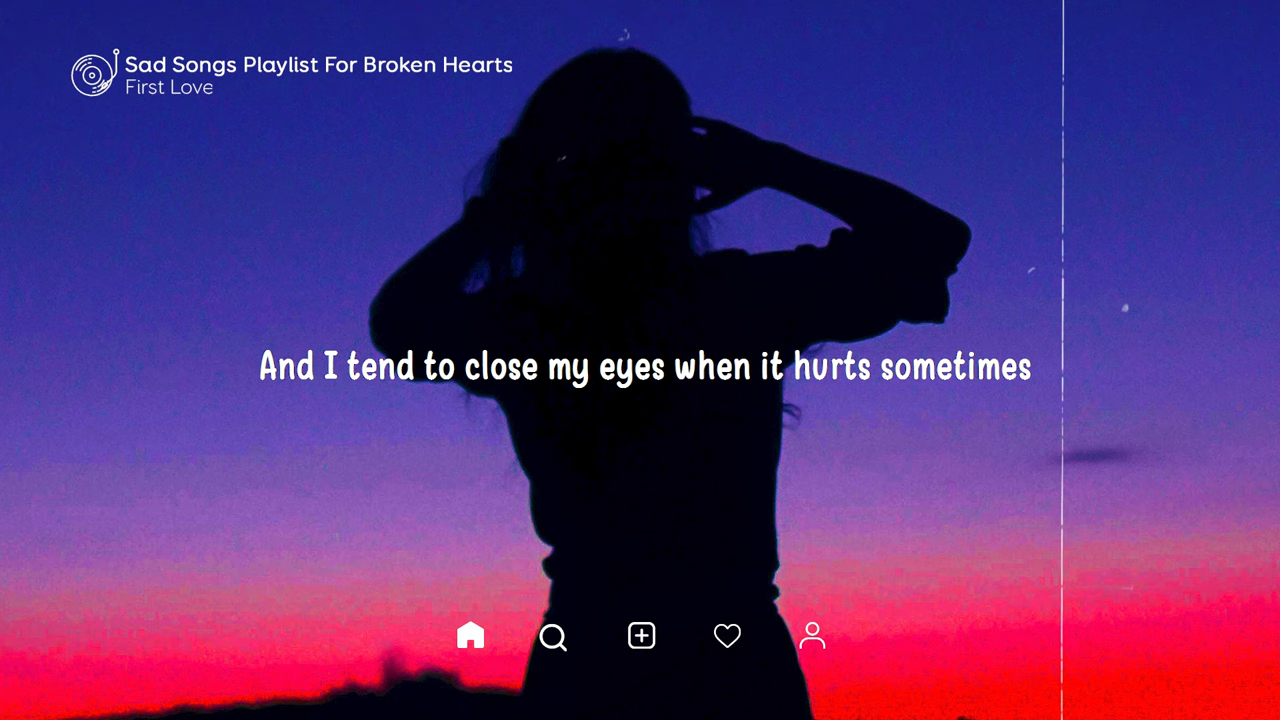 Sad Songs Playlist For Broken Hearts
First Love
And I tend to close my eyes when it hurts sometimes